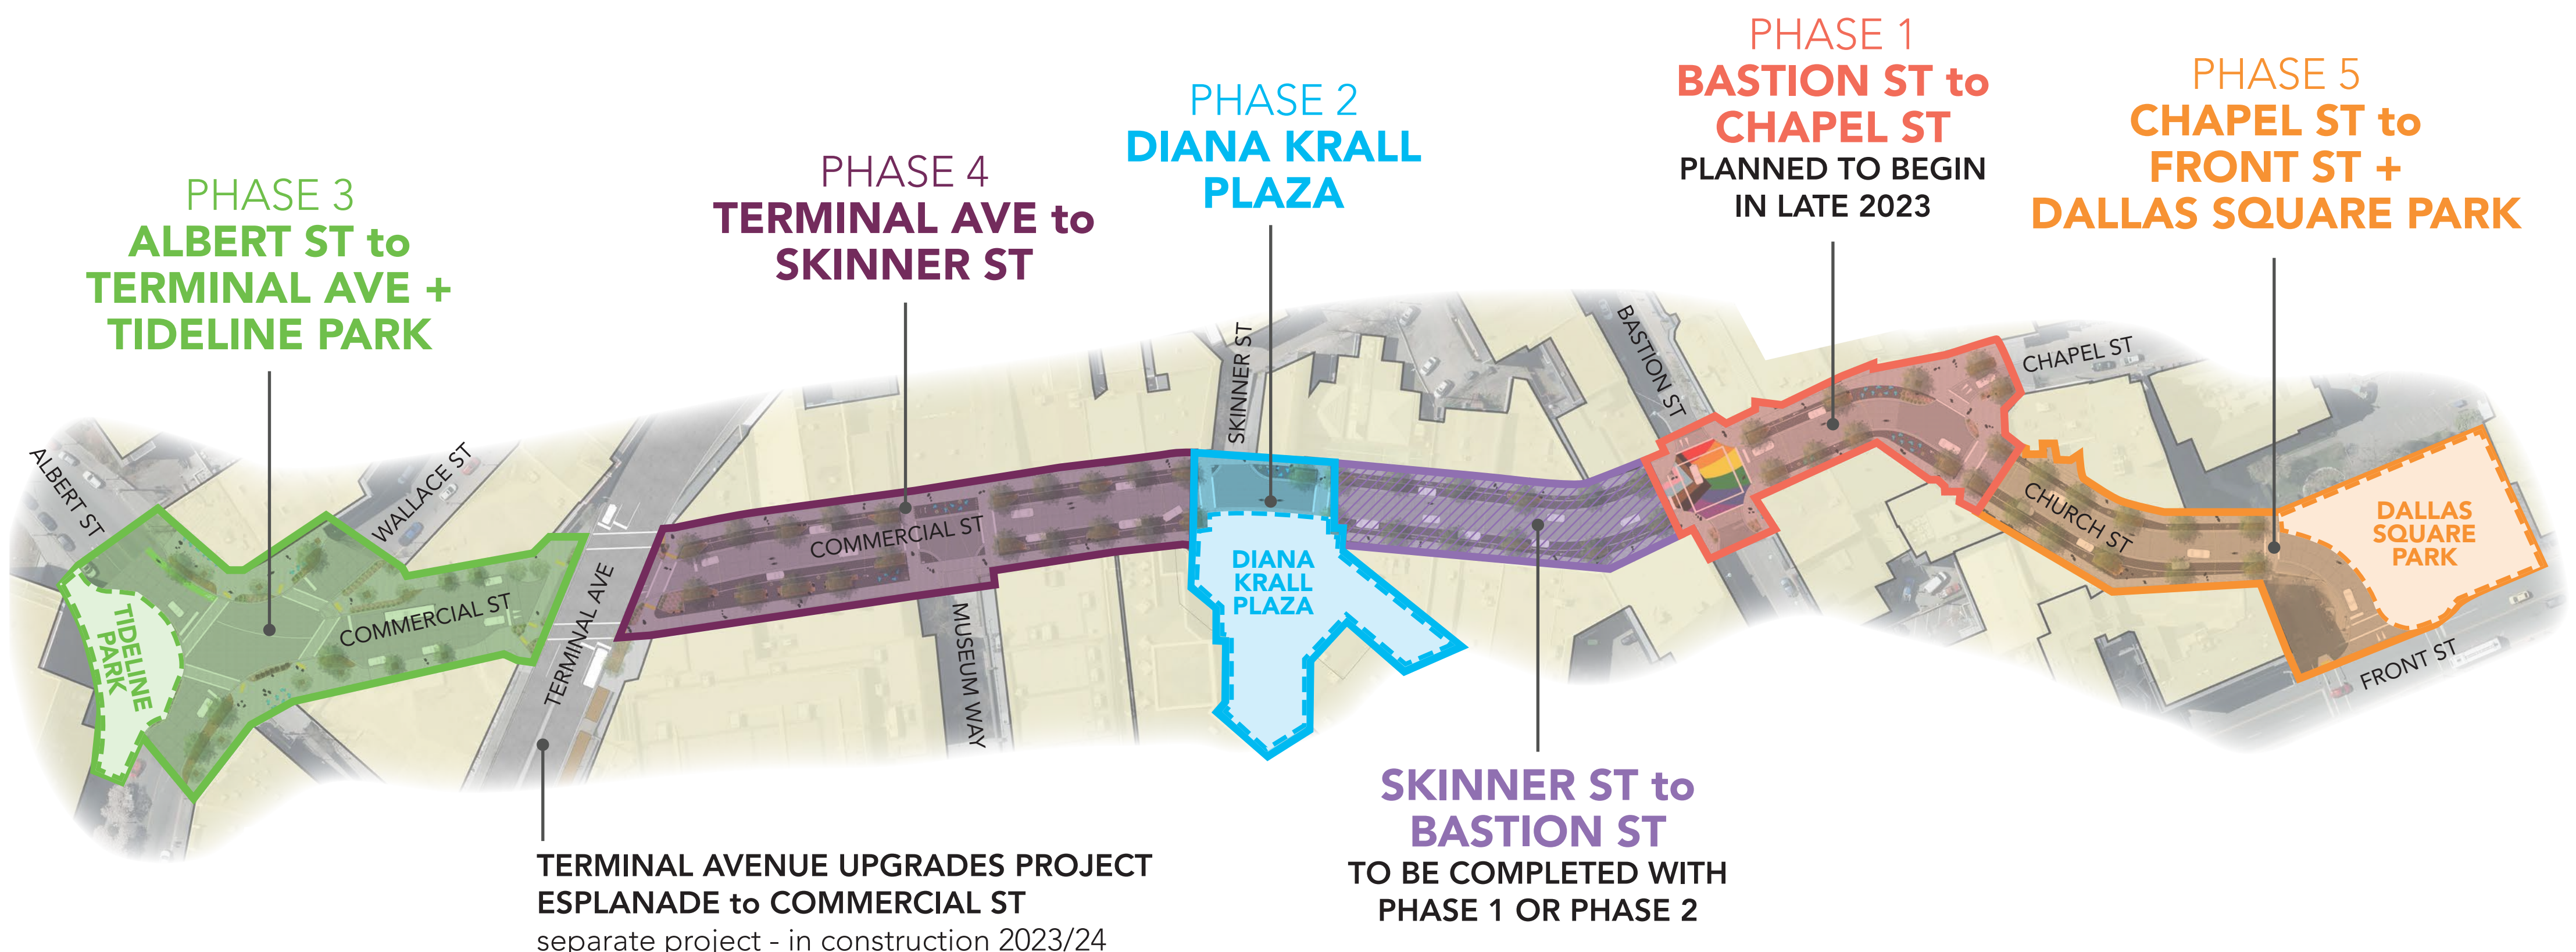 PHASE 1
BASTION ST to
CHAPEL ST
PLANNED TO BEGIN
IN LATE 2023
PHASE 5
CHAPEL ST to
FRONT ST +
DALLAS SQUARE PARK
PHASE 2
DIANA KRALL
PLAZA
PHASE 4
TERMINAL AVE to
SKINNER ST
PHASE 3
ALBERT ST to
TERMINAL AVE +
TIDELINE PARK
ALBERT ST
WALLACE ST
TIDELINE
PARK
COMMERCIAL ST
TERMINAL AVE
COMMERCIAL ST
MUSEUM WAY
SKINNER ST
DIANA
KRALL
PLAZA
BASTION ST
CHAPEL ST
CHURCH ST
DALLAS
SQUARE
PARK
FRONT ST
SKINNER ST to
BASTION ST
TO BE COMPLETED WITH
PHASE 1 OR PHASE 2
TERMINAL AVENUE UPGRADES PROJECT
ESPLANADE to COMMERCIAL ST
separate project - in construction 2023/24